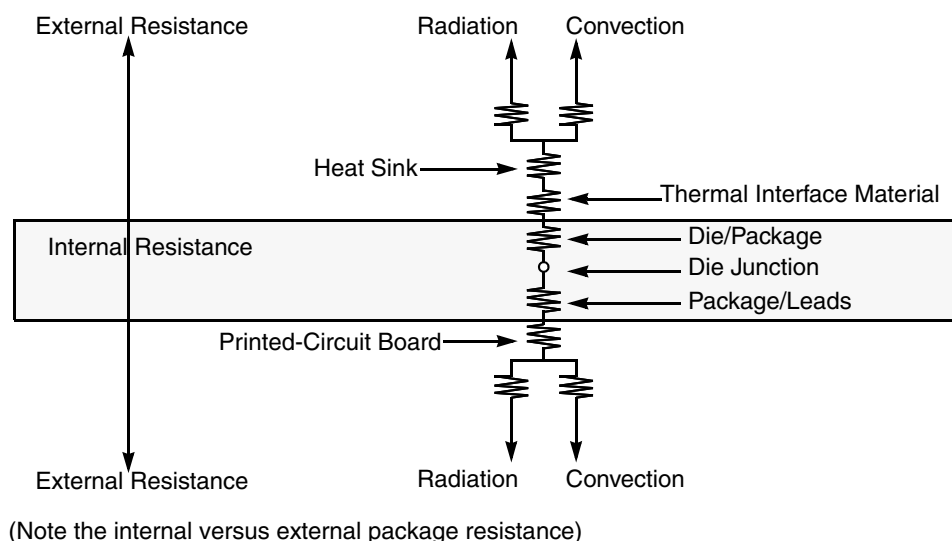 External Resistance
Radiation
Convection
Heat Sink
Thermal Interface Material
Internal Resistance
Die/Package
Die Junction
Package/Leads
Printed-Circuit Board
External Resistance
Radiation
Convection
(Note the internal versus external package resistance)